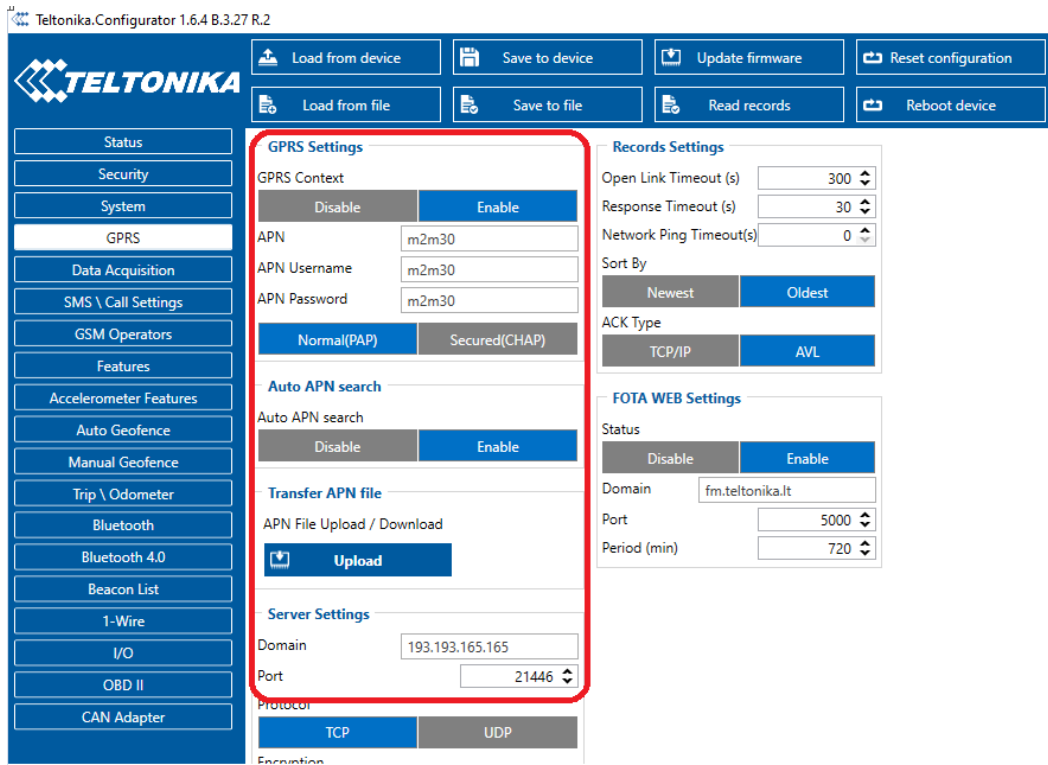 Teltonika.Configurator 1.6.4 B.3.27 R.2
TELTONIKA
Load from device
Save to device
Update firmware
Reset configuration
Load from file
Save to file
Read records
Reboot device
Status
Security
System
GPRS
Data Acquisition
SMS \ Call Settings
GSM Operators
Features
Accelerometer Features
Auto Geofence
Manual Geofence
Trip \ Odometer
Bluetooth
Bluetooth 4.0
Beacon List
1-Wire
I/O
OBD II
CAN Adapter
GPRS Settings
GPRS Context
Disable Enable
APN m2m30
APN Username m2m30
APN Password m2m30
Normal(PAP) Secured(CHAP)
Auto APN search
Auto APN search
Disable Enable
Transfer APN file
APN File Upload / Download
Upload
Server Settings
Domain 193.193.165.165
Port 21446
Protocol
TCP UDP
Encryption
Records Settings
Open Link Timeout (s) 300
Response Timeout (s) 30
Network Ping Timeout(s) 0
Sort By
Newest Oldest
ACK Type
TCP/IP AVL
FOTA WEB Settings
Status
Disable Enable
Domain fm.teltonika.lt
Port 5000
Period (min) 720